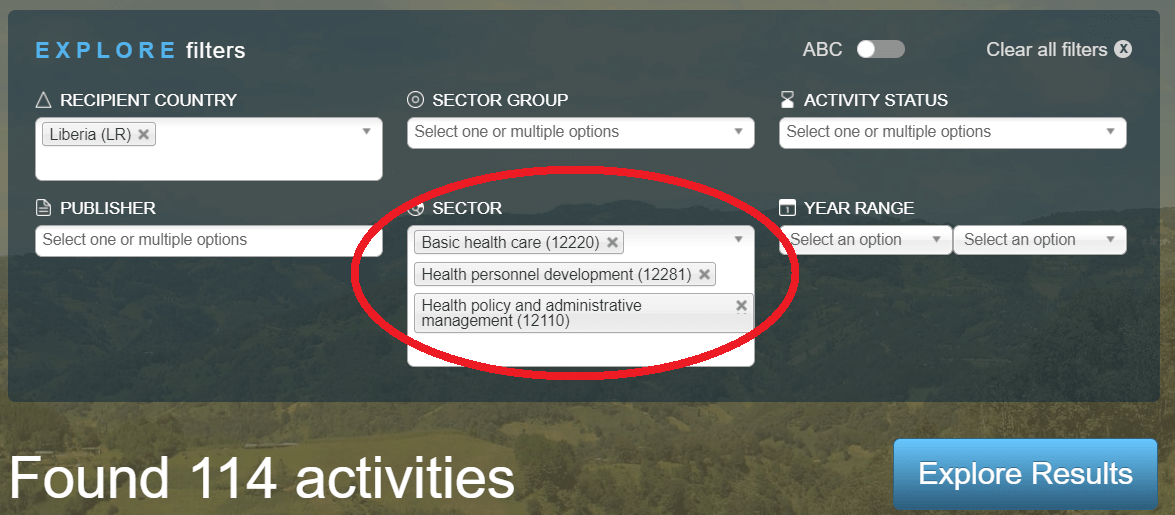 EXPLORE filters
ABC
Clear all filters X
RECIPIENT COUNTRY
Liberia (LR) ×
SECTOR GROUP
Select one or multiple options
ACTIVITY STATUS
Select one or multiple options
PUBLISHER
Select one or multiple options
SECTOR
Basic health care (12220) ×
Health personnel development (12281) ×
Health policy and administrative ×
management (12110)
1 YEAR RANGE
Select an option
Select an option
Found 114 activities
Explore Results